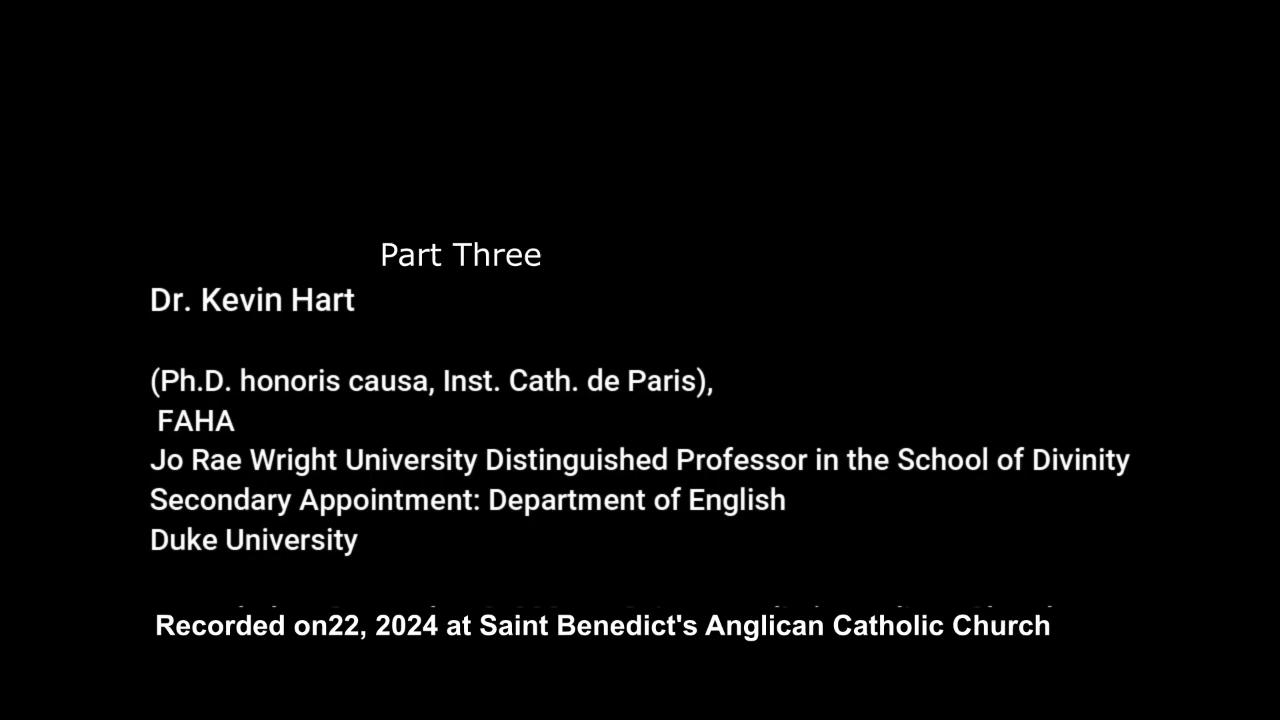 Part Three
Dr. Kevin Hart
(Ph.D. honoris causa, Inst. Cath. de Paris),
FAHA
Jo Rae Wright University Distinguished Professor in the School of Divinity
Secondary Appointment: Department of English
Duke University
Recorded on22, 2024 at Saint Benedict's Anglican Catholic Church